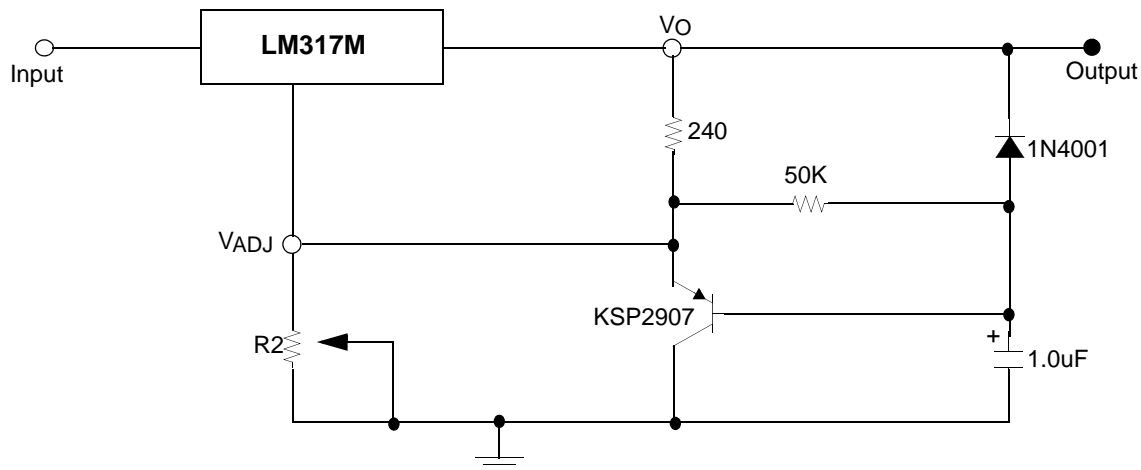 LM317M
VO
Input
Output
240
1N4001
50K
VADJ
KSP2907
R2
+
1.0uF